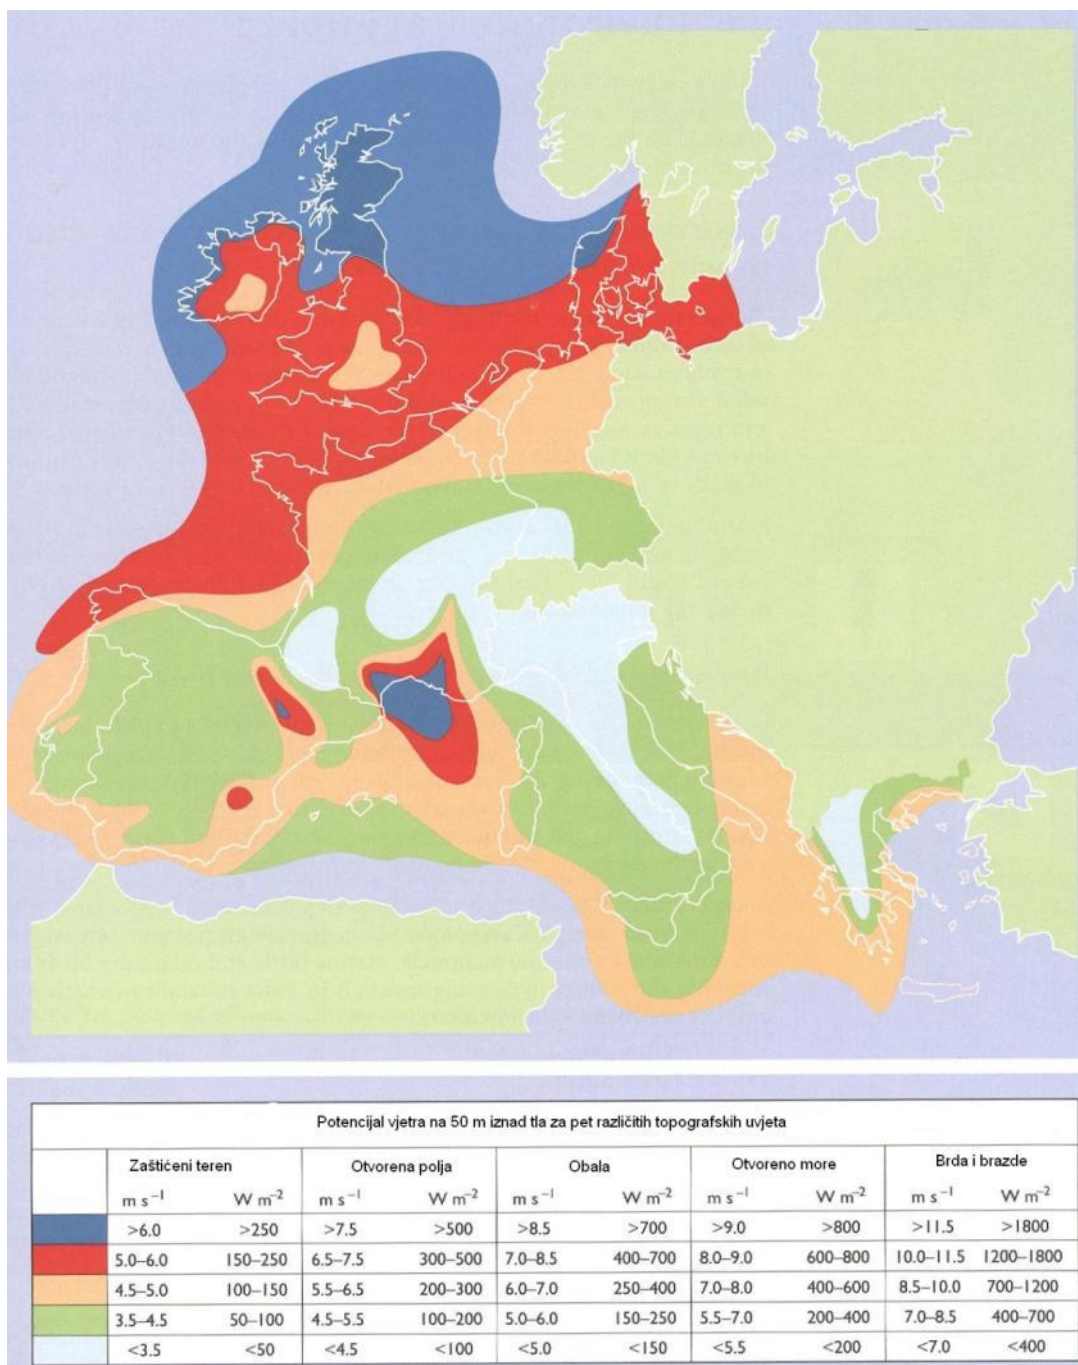 Potencijal vjetra na 50 m iznad tla za pet različitih topografskih uvjeta
Zaštićeni teren Otvorena polja Obala Otvoreno more Brda i brazde
m s⁻¹ W m⁻² m s⁻¹ W m⁻² m s⁻¹ W m⁻² m s⁻¹ W m⁻² m s⁻¹ W m⁻²
>6.0 >250 >7.5 >500 >8.5 >700 >9.0 >800 >11.5 >1800
5.0–6.0 150–250 6.5–7.5 300–500 7.0–8.5 400–700 8.0–9.0 600–800 10.0–11.5 1200–1800
4.5–5.0 100–150 5.5–6.5 200–300 6.0–7.0 250–400 7.0–8.0 400–600 8.5–10.0 700–1200
3.5–4.5 50–100 4.5–5.5 100–200 5.0–6.0 150–250 5.5–7.0 200–400 7.0–8.5 400–700
<3.5 <50 <4.5 <100 <5.0 <150 <5.5 <200 <7.0 <400